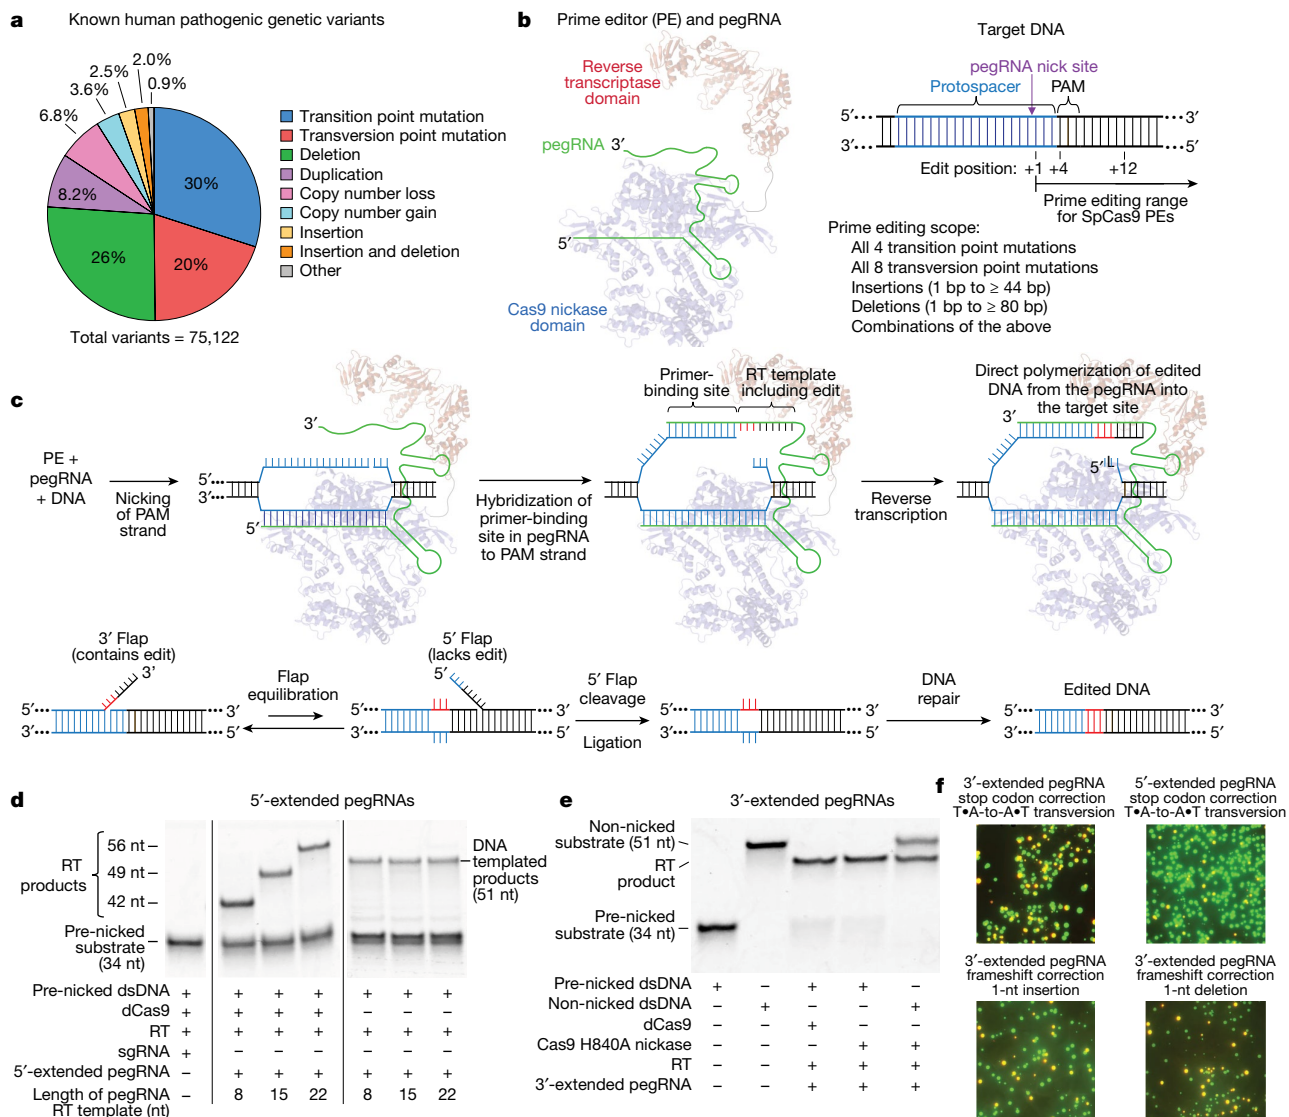 a
Known human pathogenic genetic variants
2.0%
2.5%
0.9%
3.6%
6.8%
8.2%
30%
26%
20%
Transition point mutation
Transversion point mutation
Deletion
Duplication
Copy number loss
Copy number gain
Insertion
Insertion and deletion
Other
Total variants = 75,122
b
Prime editor (PE) and pegRNA
Reverse
transcriptase
domain
pegRNA
3′
5′
Cas9 nickase
domain
Target DNA
pegRNA nick site
Protospacer
PAM
5′
3′
3′
5′
Edit position:
+1
+4
+12
Prime editing range
for SpCas9 PEs
Prime editing scope:
All 4 transition point mutations
All 8 transversion point mutations
Insertions (1 bp to ≥ 44 bp)
Deletions (1 bp to ≥ 80 bp)
Combinations of the above
c
PE +
pegRNA
+ DNA
Nicking
of PAM
strand
3′
5′
3′
5′
Hybridization of
primer-binding
site in pegRNA
to PAM strand
Primer-
binding site
RT template
including edit
Reverse
transcription
Direct polymerization of edited
DNA from the pegRNA into
the target site
3′
5′
3′ Flap
(contains edit)
3′
5′
3′
3′
5′
Flap
equilibration
5′ Flap
(lacks edit)
5′
5′
3′
3′
5′
5′ Flap
cleavage
Ligation
5′
3′
3′
5′
DNA
repair
Edited DNA
5′
3′
3′
5′
d
5′-extended pegRNAs
RT
products
56 nt
49 nt
42 nt
Pre-nicked
substrate
(34 nt)
DNA
templated
products
(51 nt)
Pre-nicked dsDNA + + + + + + +
dCas9 + + + + – – –
RT + + + + + + +
sgRNA + – – – – – –
5′-extended pegRNA – + + + + + +
Length of pegRNA – 8 15 22 8 15 22
RT template (nt)
e
3′-extended pegRNAs
Non-nicked
substrate (51 nt)
RT
product
Pre-nicked
substrate (34 nt)
Pre-nicked dsDNA + – + + –
Non-nicked dsDNA – + – – +
dCas9 – – + – –
Cas9 H840A nickase – – – + +
RT – – + + +
3′-extended pegRNA – – + + +
f
3′-extended pegRNA
stop codon correction
T•A-to-A•T transversion
5′-extended pegRNA
stop codon correction
T•A-to-A•T transversion
3′-extended pegRNA
frameshift correction
1-nt insertion
3′-extended pegRNA
frameshift correction
1-nt deletion